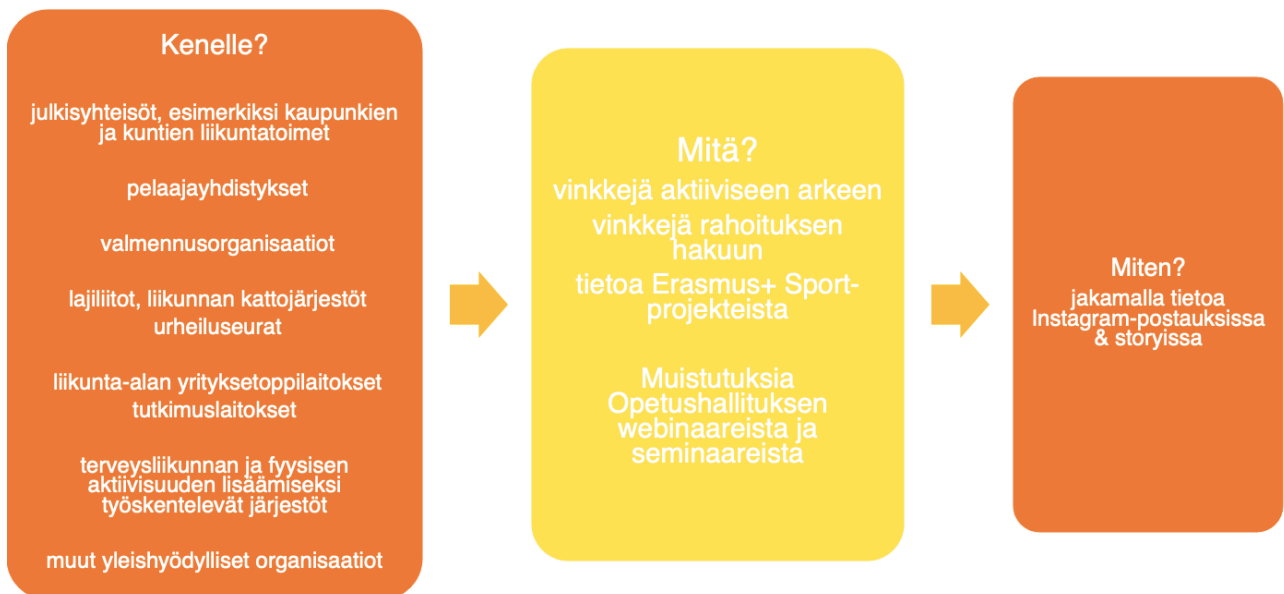 Kenelle?
julkisyhteisöt, esimerkiksi kaupunkien
ja kuntien liikuntatoimet
pelaajayhdistykset
valmennusorganisaatiot
lajiliitot, liikunnan kattojärjestöt
urheiluseurat
liikunta-alan yrityksetoppilaitokset
tutkimuslaitokset
terveysliikunnan ja fyysisen
aktiivisuuden lisäämiseksi
työskentelevät järjestöt
muut yleishyödylliset organisaatiot
Mitä?
vinkkejä aktiiviseen arkeen
vinkkejä rahoituksen
hakuun
tietoa Erasmus+ Sport-
projekteista
Muistutuksia
Opetushallituksen
webinaareista ja
seminaareista
Miten?
jakamalla tietoa
Instagram-postauksissa
& storyissa